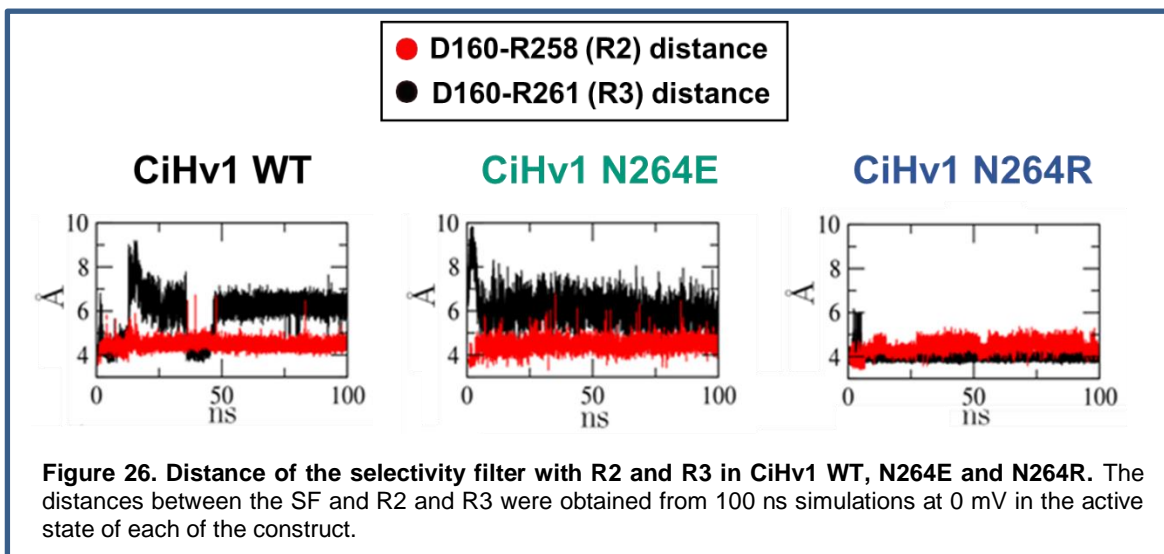 D160-R258 (R2) distance
D160-R261 (R3) distance
CiHv1 WT CiHv1 N264E CiHv1 N264R
10 10 10
8 8 8
Å Å Å
6 6 6
4 4 4
0 50 100 0 50 100 0 50 100
ns ns ns
Figure 26. Distance of the selectivity filter with R2 and R3 in CiHv1 WT, N264E and N264R. The
distances between the SF and R2 and R3 were obtained from 100 ns simulations at 0 mV in the active
state of each of the construct.